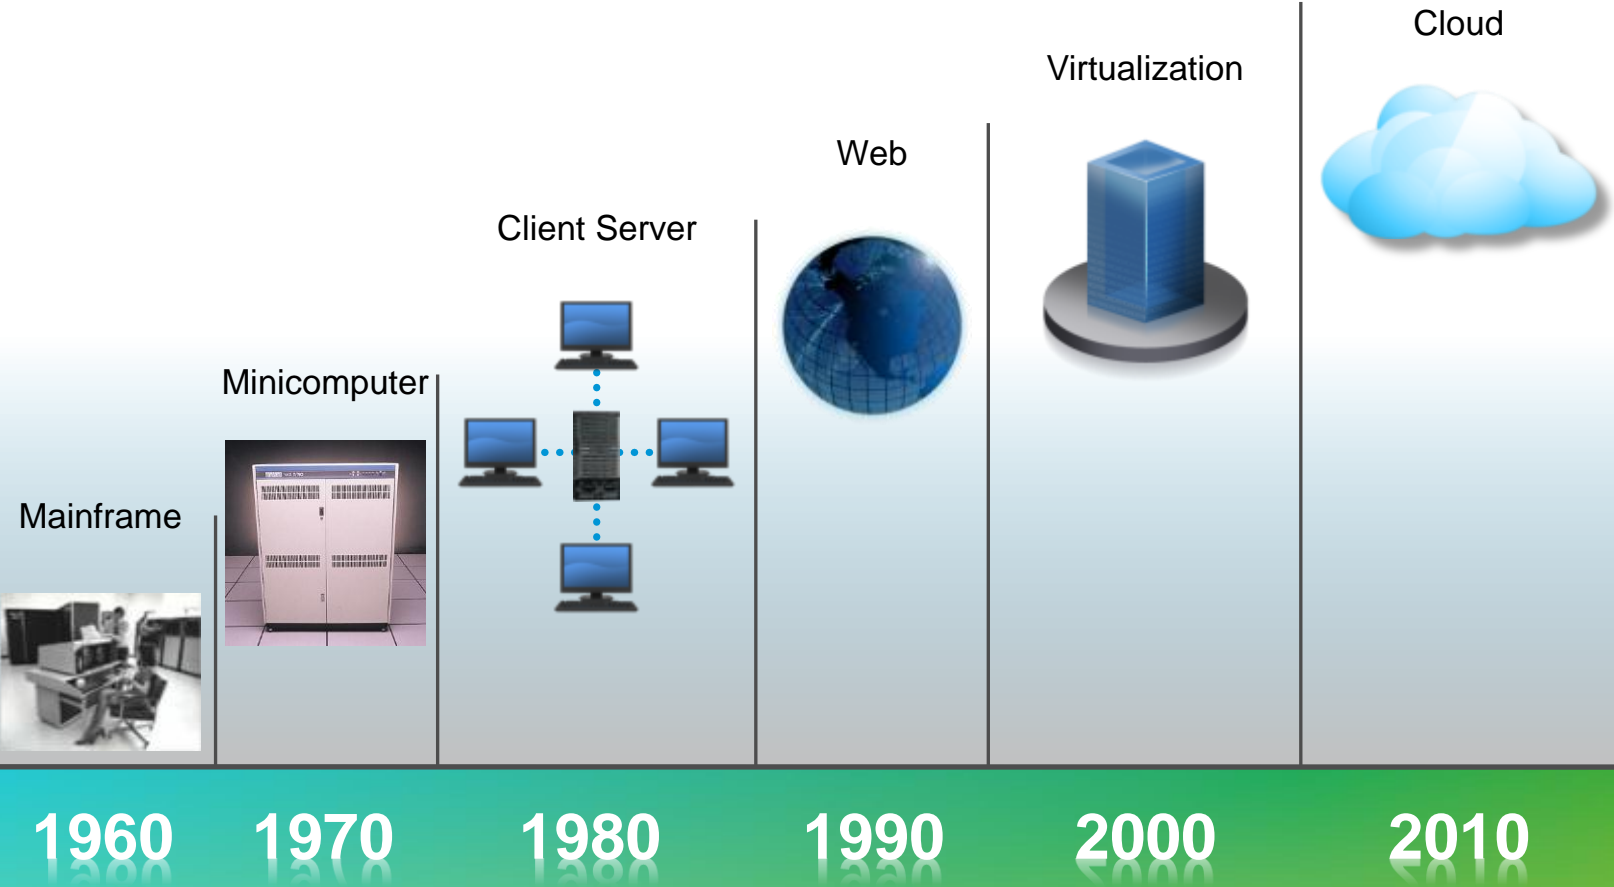 Cloud
Virtualization
Web
Client Server
Minicomputer
Mainframe
1960 1970 1980 1990 2000 2010